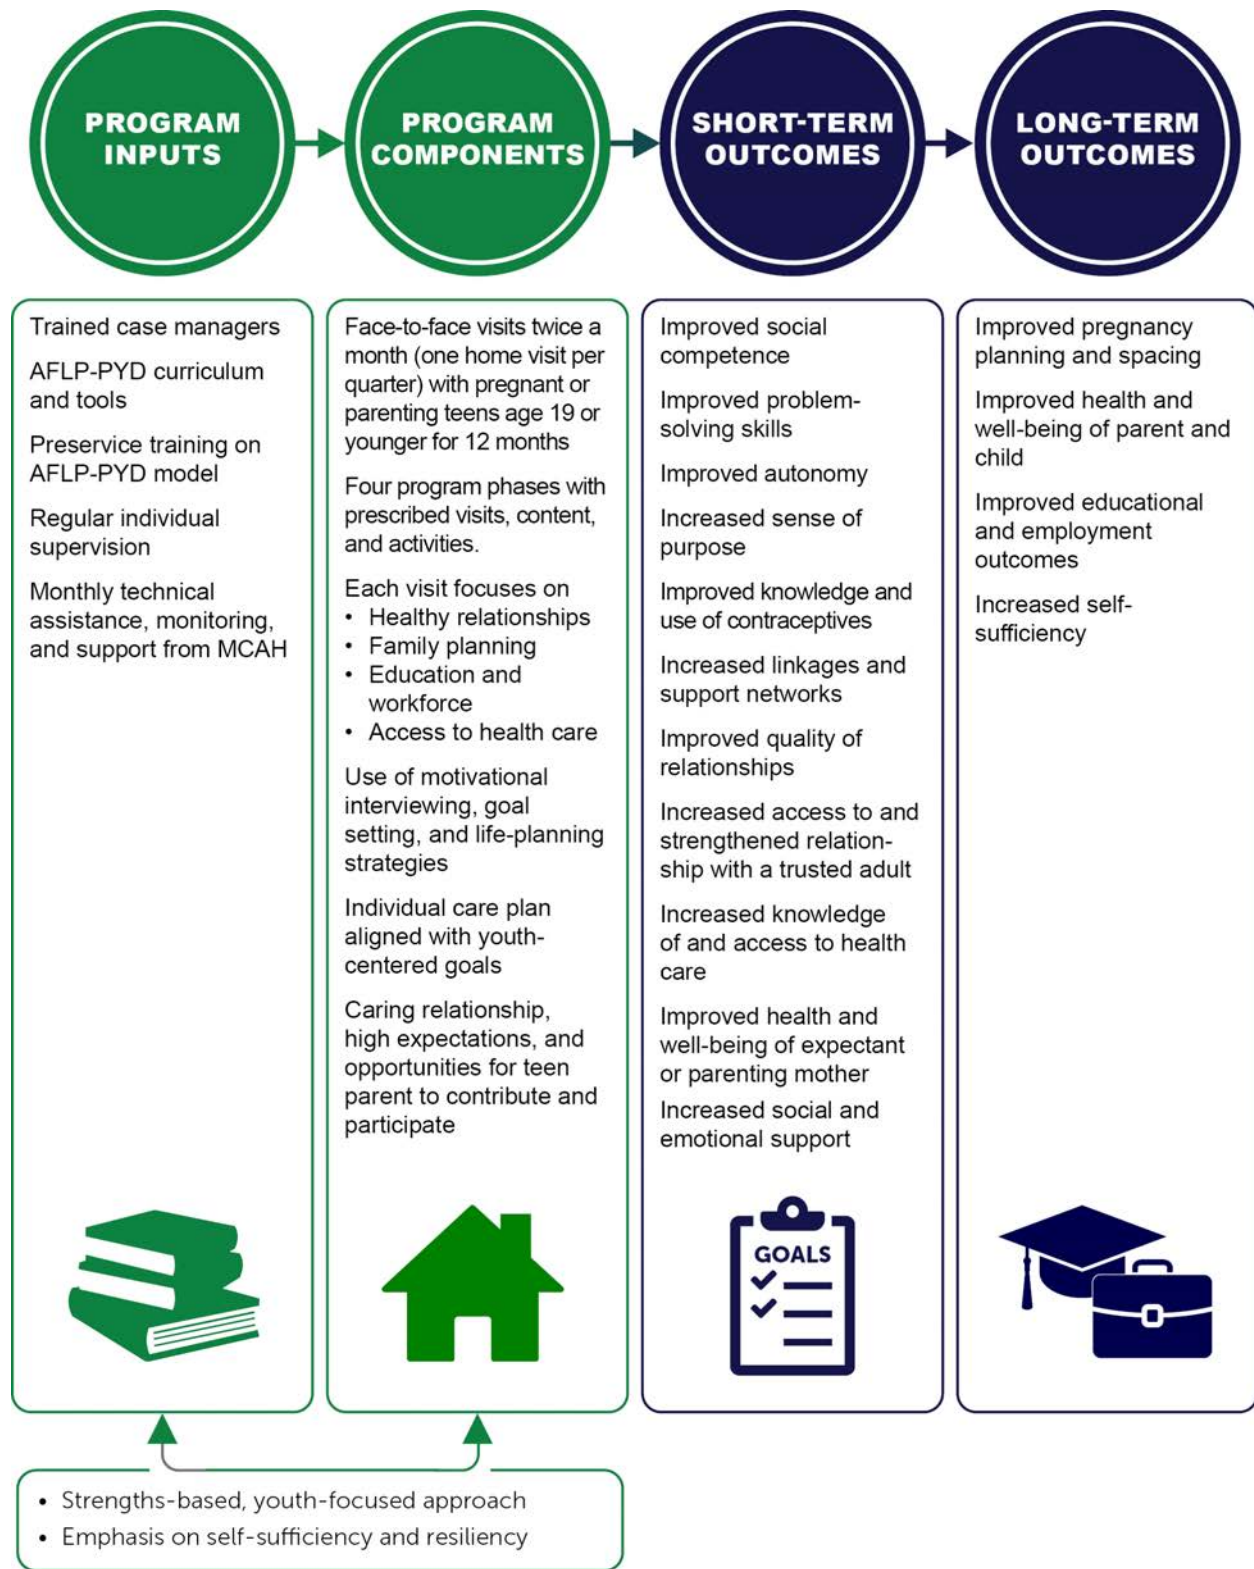 PROGRAM
INPUTS
PROGRAM
COMPONENTS
SHORT-TERM
OUTCOMES
LONG-TERM
OUTCOMES
Trained case managers
AFLP-PYD curriculum
and tools
Preservice training on
AFLP-PYD model
Regular individual
supervision
Monthly technical
assistance, monitoring,
and support from MCAH
Face-to-face visits twice a
month (one home visit per
quarter) with pregnant or
parenting teens age 19 or
younger for 12 months
Four program phases with
prescribed visits, content,
and activities.
Each visit focuses on
• Healthy relationships
• Family planning
• Education and
workforce
• Access to health care
Use of motivational
interviewing, goal
setting, and life-planning
strategies
Individual care plan
aligned with youth-
centered goals
Caring relationship,
high expectations, and
opportunities for teen
parent to contribute and
participate
Improved social
competence
Improved problem-
solving skills
Improved autonomy
Increased sense of
purpose
Improved knowledge and
use of contraceptives
Increased linkages and
support networks
Improved quality of
relationships
Increased access to and
strengthened relation-
ship with a trusted adult
Increased knowledge
of and access to health
care
Improved health and
well-being of expectant
or parenting mother
Increased social and
emotional support
GOALS
Improved pregnancy
planning and spacing
Improved health and
well-being of parent and
child
Improved educational
and employment
outcomes
Increased self-
sufficiency
• Strengths-based, youth-focused approach
• Emphasis on self-sufficiency and resiliency